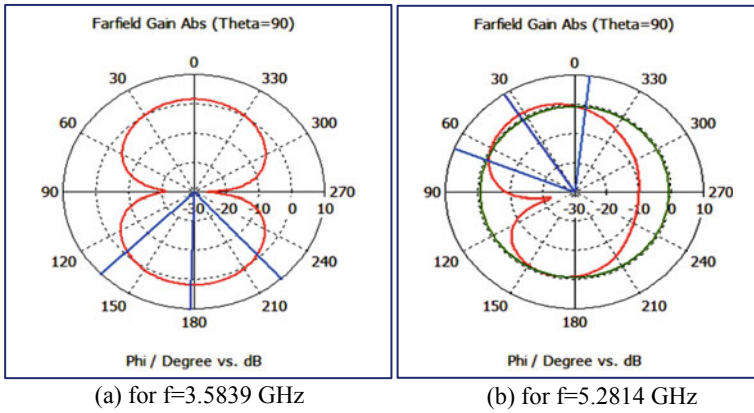 Farfield Gain Abs (Theta=90)
0
30 330
60 300
90 -30 -20 -10 0 10 270
120 240
150 210
180
Phi / Degree vs. dB
(a) for f=3.5839 GHz
Farfield Gain Abs (Theta=90)
0
30 330
60 300
90 -30 -20 -10 0 10 270
120 240
150 210
180
Phi / Degree vs. dB
(b) for f=5.2814 GHz